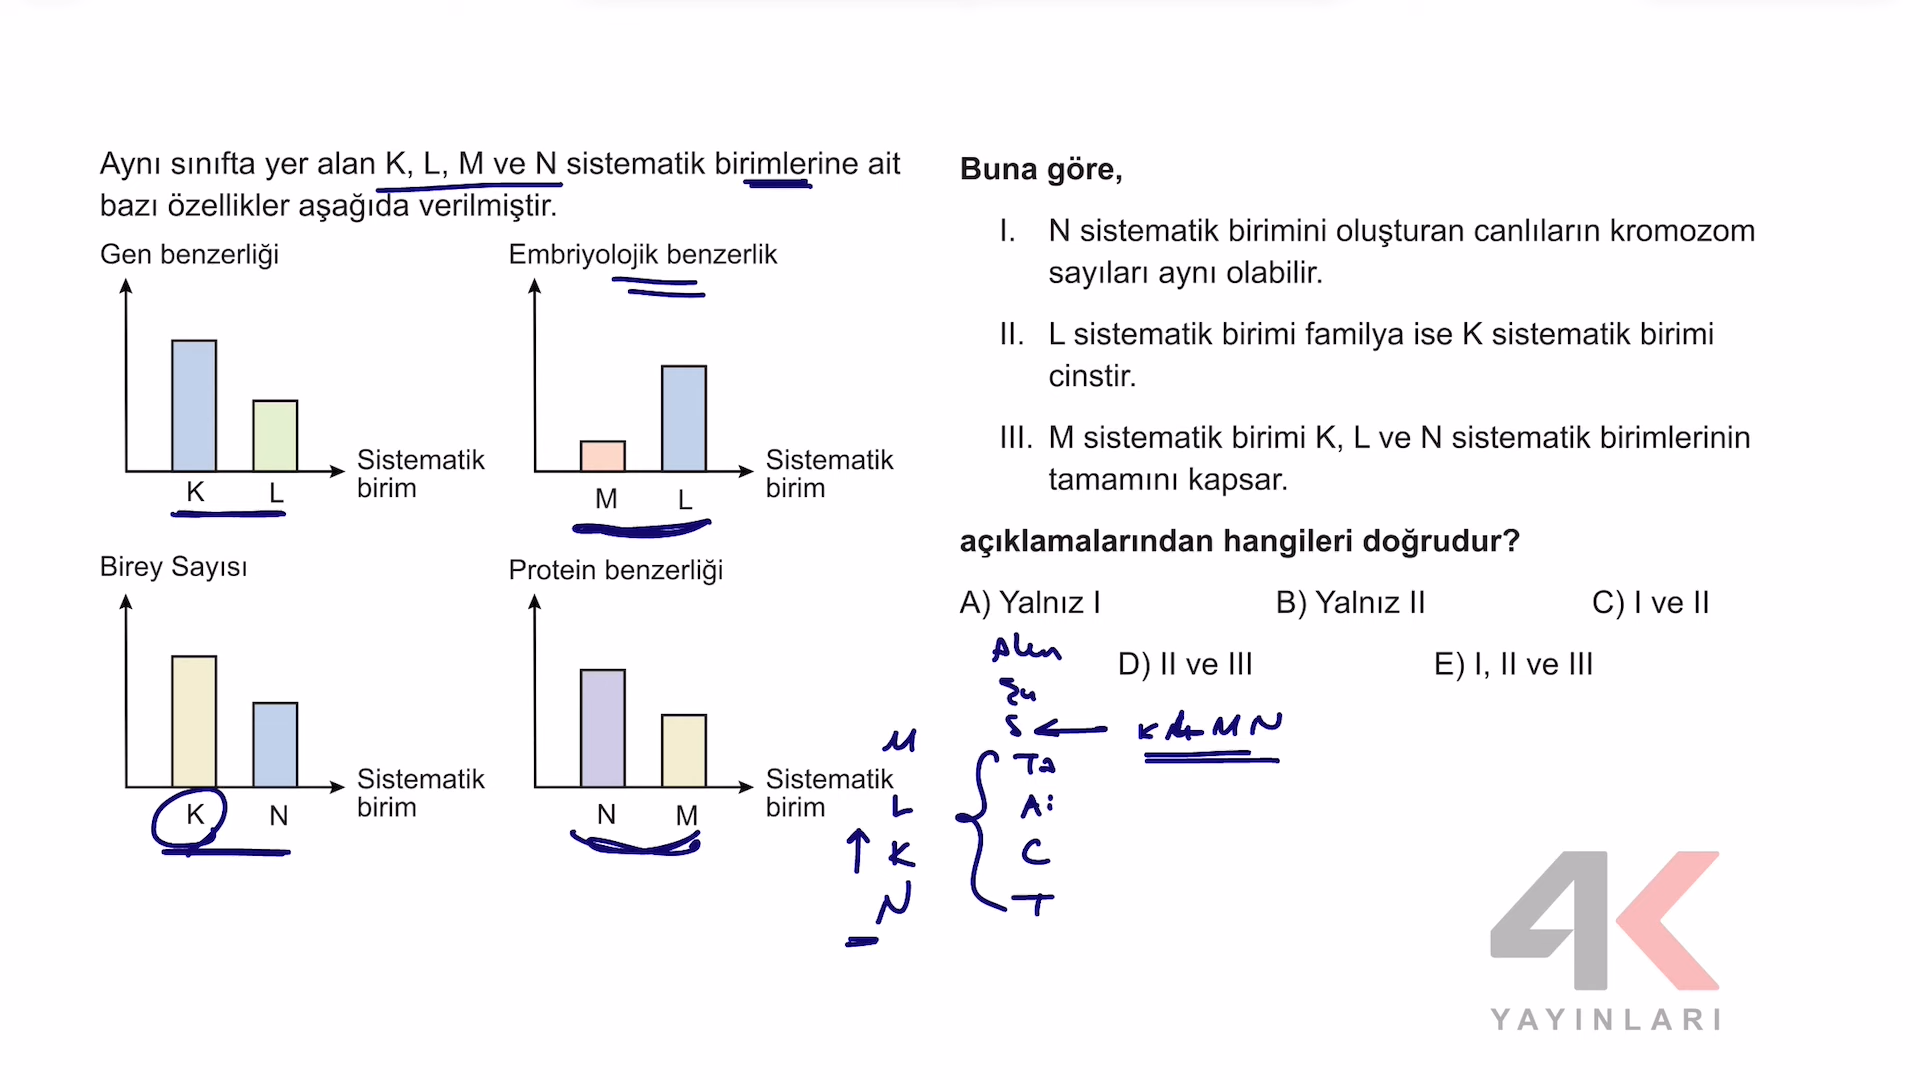 Aynı sınıfta yer alan K, L, M ve N sistematik birimlerine ait
bazı özellikler aşağıda verilmiştir.
Gen benzerliği
K L
Sistematik
birim
Embriyolojik benzerlik
M L
Sistematik
birim
Birey Sayısı
K N
Sistematik
birim
Protein benzerliği
N M
Sistematik
birim
Buna göre,
I. N sistematik birimini oluşturan canlıların kromozom
sayıları aynı olabilir.
II. L sistematik birimi familya ise K sistematik birimi
cinstir.
III. M sistematik birimi K, L ve N sistematik birimlerinin
tamamını kapsar.
açıklamalarından hangileri doğrudur?
A) Yalnız I B) Yalnız II C) I ve II
D) II ve III E) I, II ve III
M
L
K
N
Ş
Ta
Ai
C
T
K L M N
4K
YAYINLARI